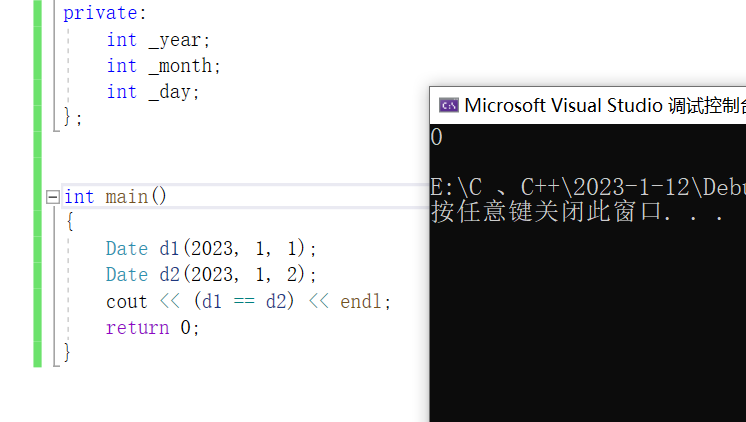 private:
int _year;
int _month;
int _day;
};
int main()
{
Date d1(2023, 1, 1);
Date d2(2023, 1, 2);
cout << (d1 == d2) << endl;
return 0;
}
Microsoft Visual Studio 调试控制台
0
E:\C 、C++\2023-1-12\Debu
按任意键关闭此窗口. . .